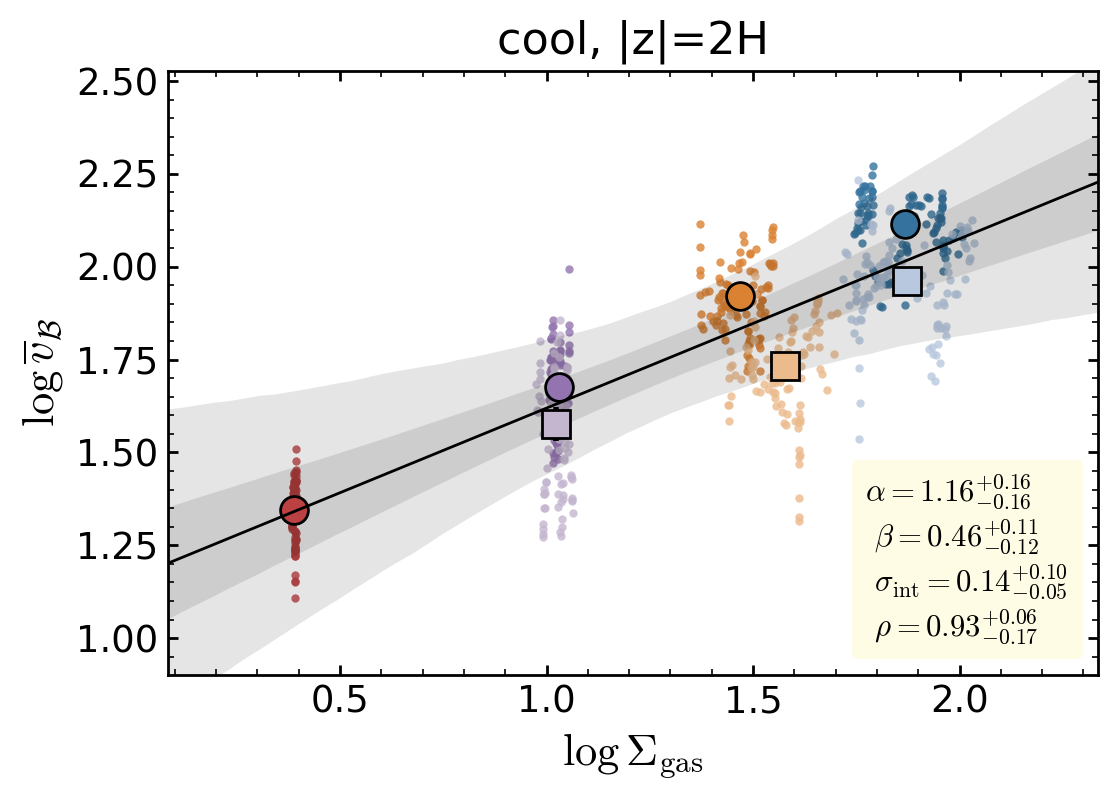 cool, |z|=2H
2.50
2.25
2.00
1.75
1.50
1.25
1.00
log v̅_ℬ
α = 1.16^{+0.16}_{-0.16}
β = 0.46^{+0.11}_{-0.12}
σ_int = 0.14^{+0.10}_{-0.05}
ρ = 0.93^{+0.06}_{-0.17}
0.5 1.0 1.5 2.0
log Σ_gas